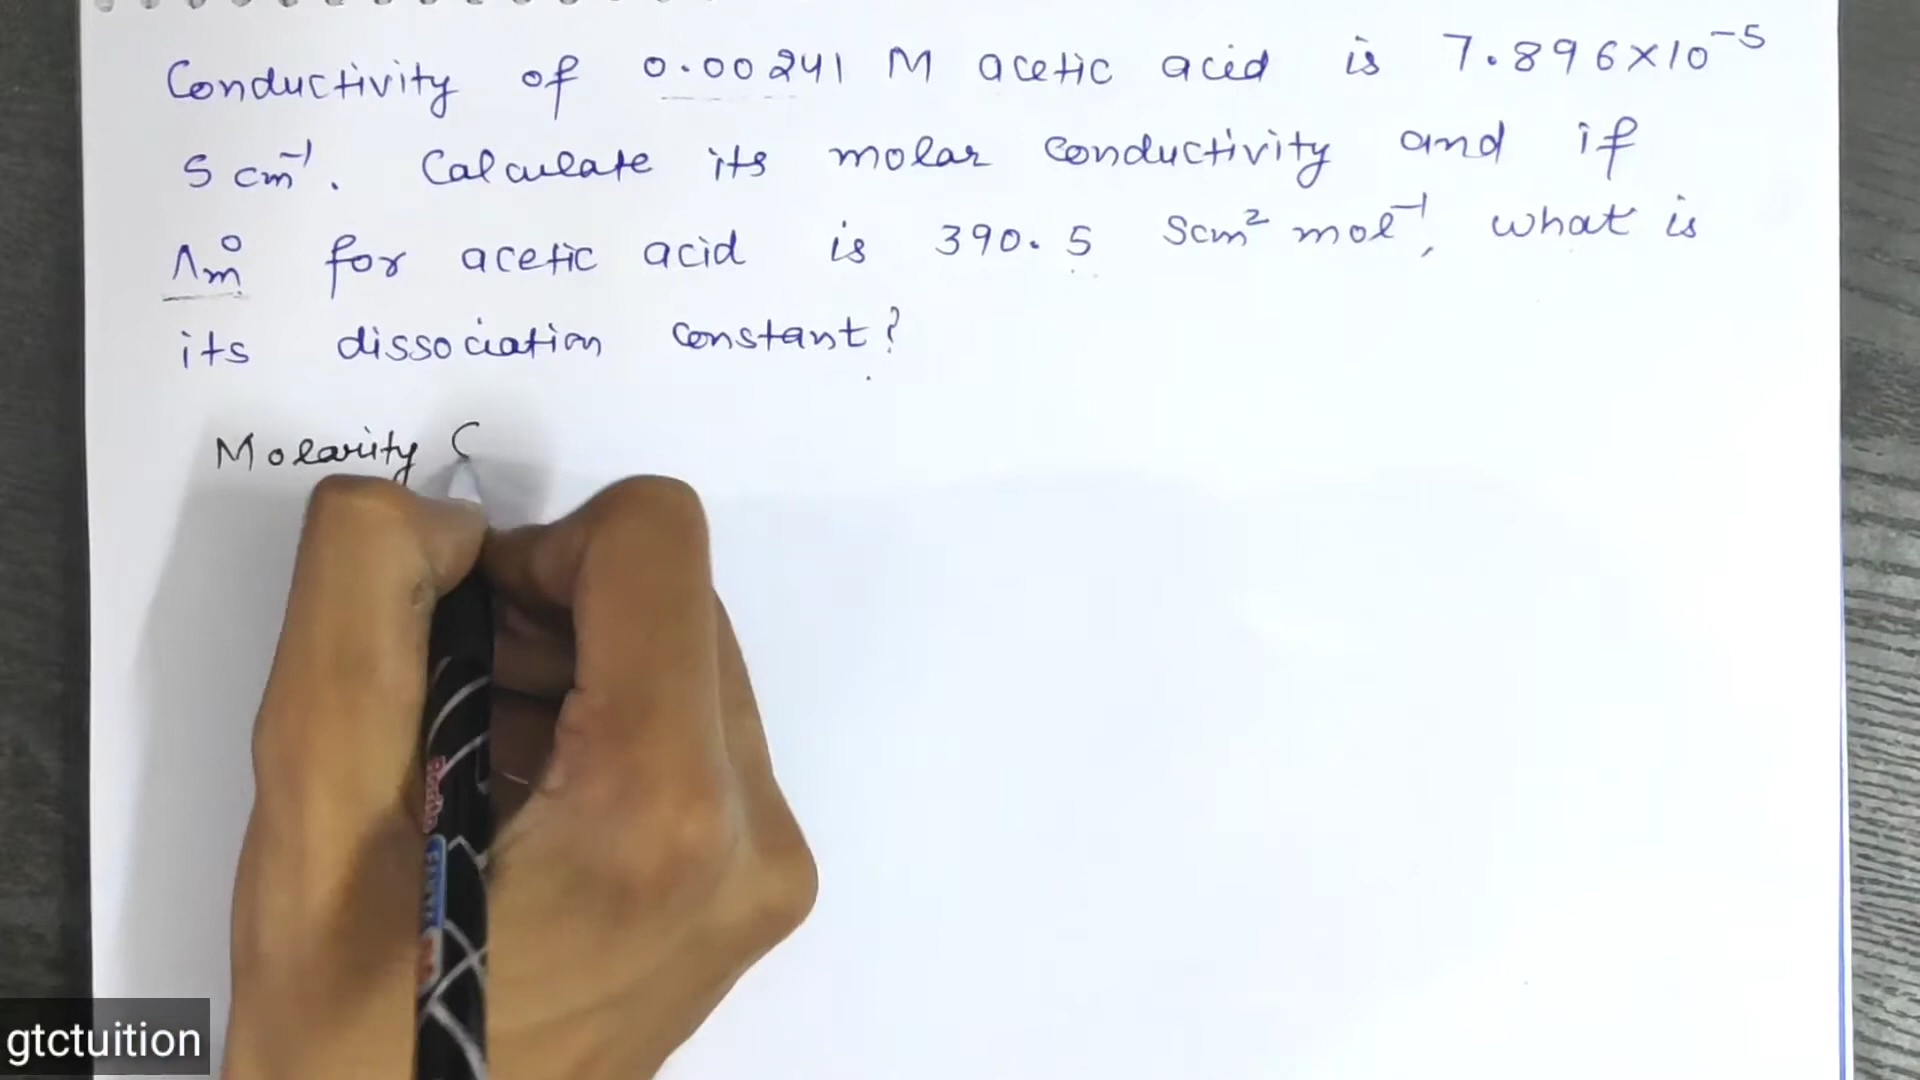 Conductivity of 0.00241 M acetic acid is 7.896×10⁻⁵
S cm⁻¹. Calculate its molar conductivity and if
Λ°m for acetic acid is 390.5 Scm² mol⁻¹, what is
its dissociation constant?
Molarity C
gtctuition